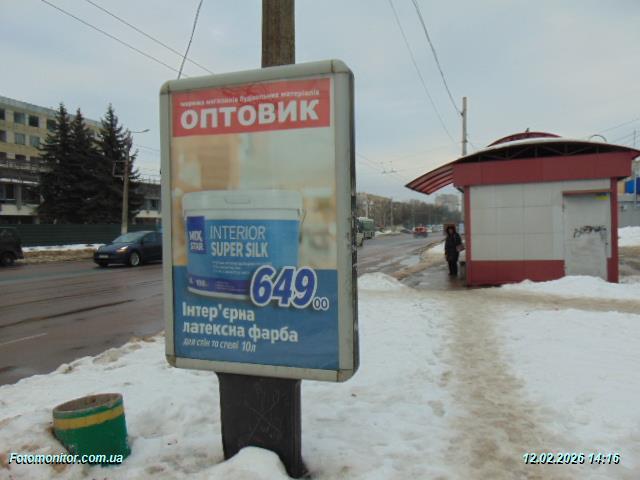 мережа магазинів будівельних матеріалів
ОПТОВИК
MIX STAR
INTERIOR
SUPER SILK
649 00
Інтер'єрна
латексна фарба
для стін та стелі 10л
Fotomonitor.com.ua
12.02.2026 14:16